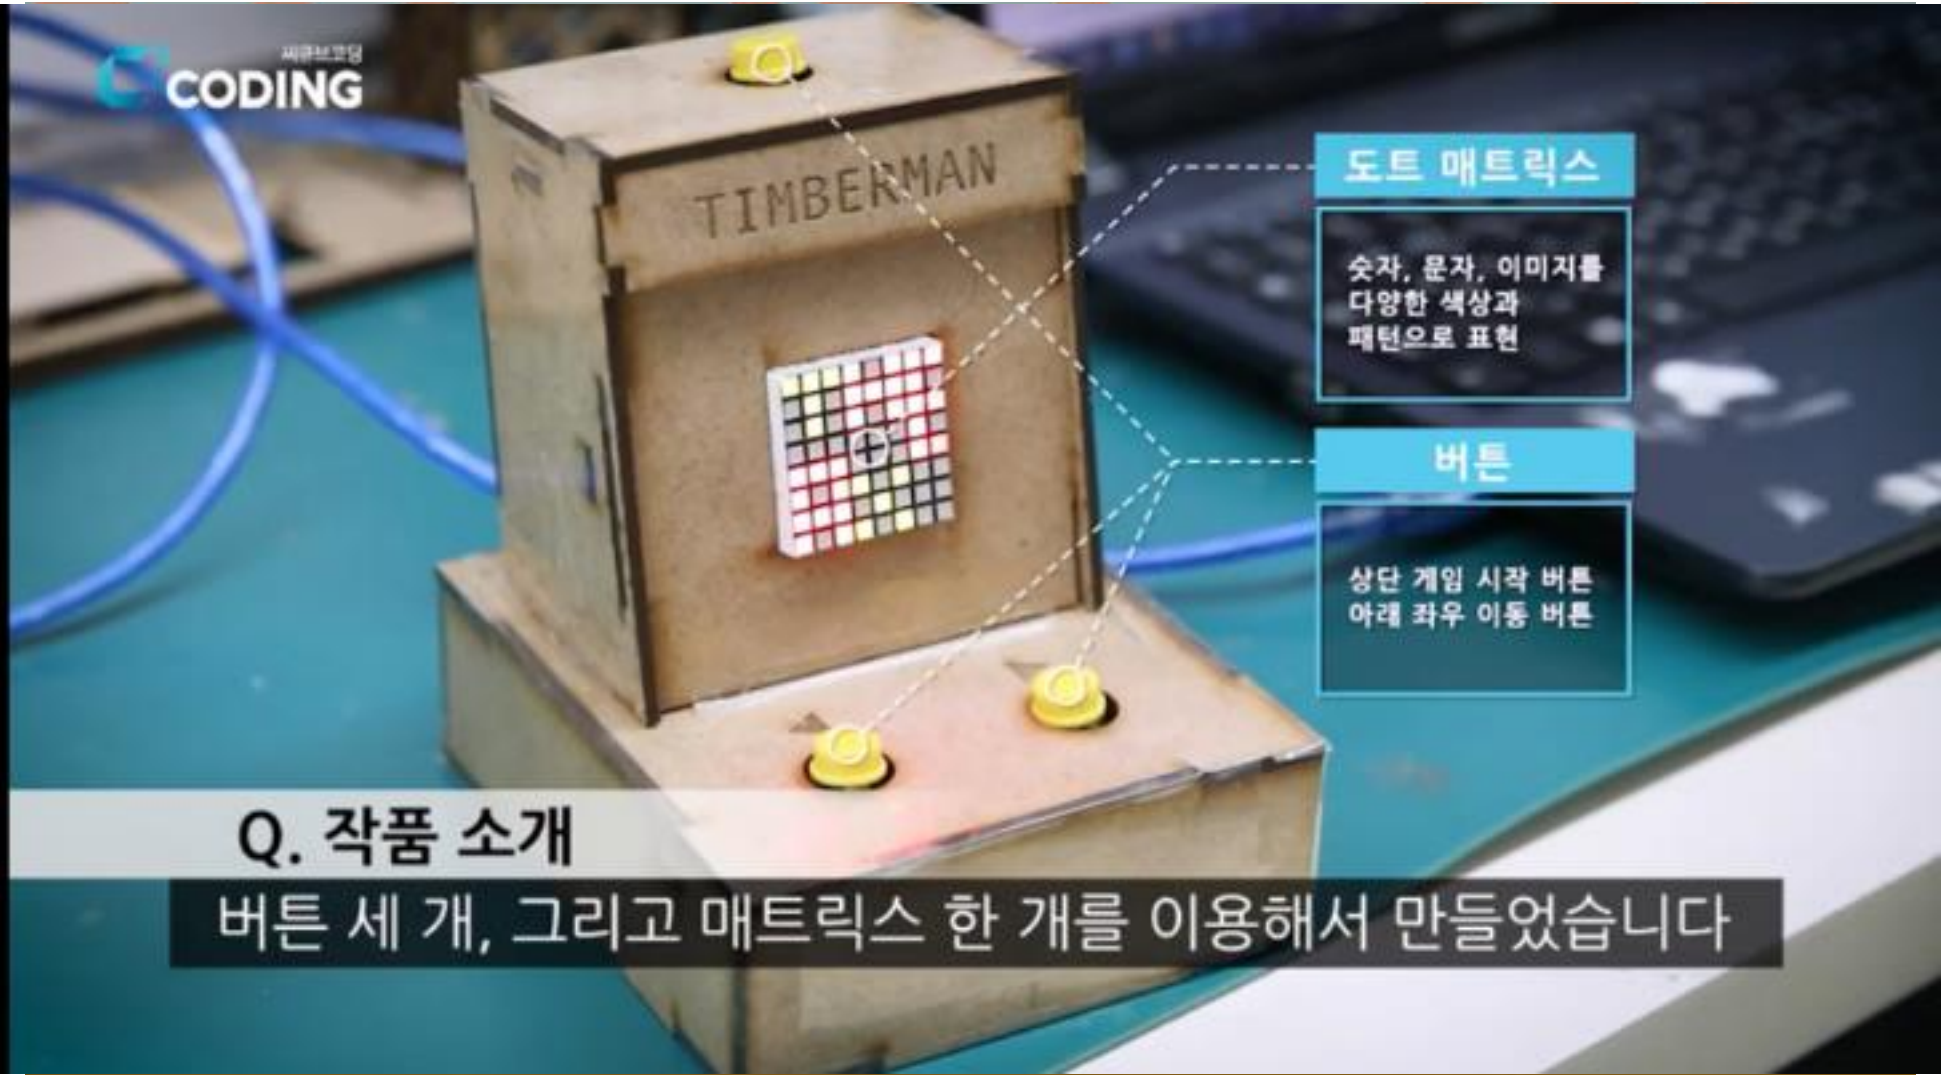 씨큐브코딩
CODING
TIMBERMAN
도트 매트릭스
숫자, 문자, 이미지를
다양한 색상과
패턴으로 표현
버튼
상단 게임 시작 버튼
아래 좌우 이동 버튼
Q. 작품 소개
버튼 세 개, 그리고 매트릭스 한 개를 이용해서 만들었습니다